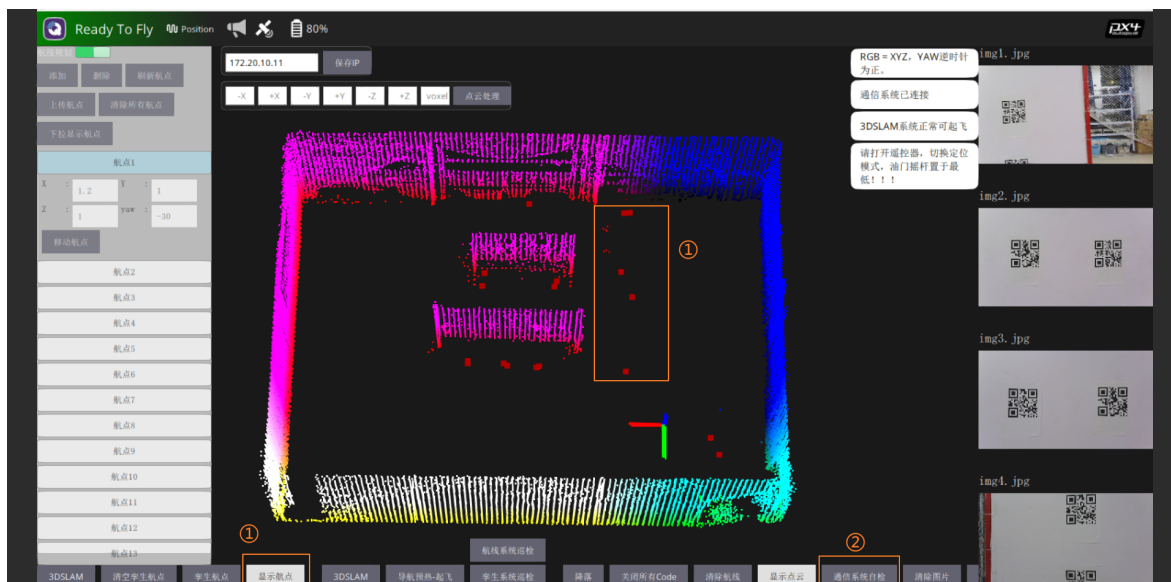 Ready To Fly
Position
80%
PX4
添加
删除
刷新航点
上传航点
清除所有航点
下拉显示航点
航点1
X :
1.2
Y :
1
Z :
1
yaw :
-30
移动航点
航点2
航点3
航点4
航点5
航点6
航点7
航点8
航点9
航点10
航点11
航点12
航点13
172.20.10.11
保存IP
-X
+X
-Y
+Y
-Z
+Z
voxel
点云处理
RGB = XYZ，YAW逆时针
为正。
通信系统已连接
3DSLAM系统正常可起飞
请打开遥控器，切换定位
模式，油门摇杆置于最
低！！！
①
①
②
img1.jpg
img2.jpg
img3.jpg
img4.jpg
航线系统巡检
3DSLAM
清空孪生航点
孪生航点
显示航点
3DSLAM
导航预热-起飞
孪生系统巡检
降落
关闭所有Code
清除航线
显示点云
通信系统自检
清除图片